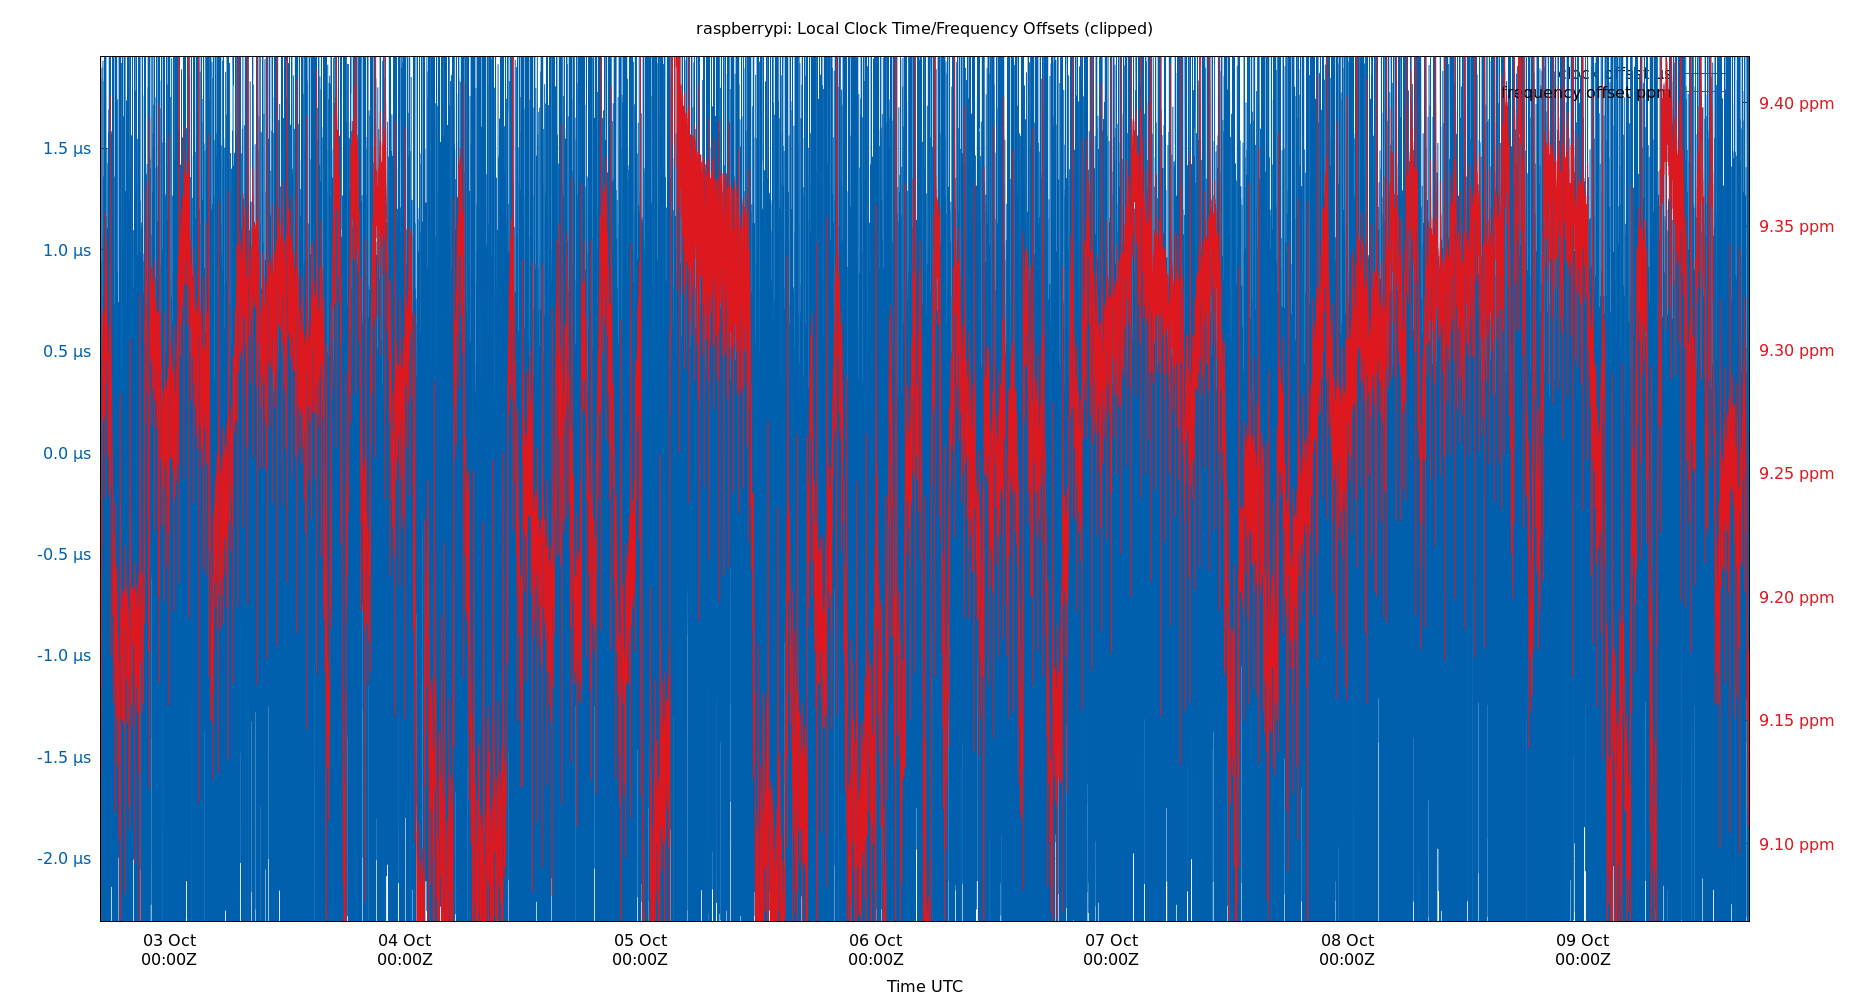 raspberrypi: Local Clock Time/Frequency Offsets (clipped)
clock offset us
frequency offset ppm
1.5 μs
1.0 μs
0.5 μs
0.0 μs
-0.5 μs
-1.0 μs
-1.5 μs
-2.0 μs
9.40 ppm
9.35 ppm
9.30 ppm
9.25 ppm
9.20 ppm
9.15 ppm
9.10 ppm
03 Oct 04 Oct 05 Oct 06 Oct 07 Oct 08 Oct 09 Oct
00:00Z 00:00Z 00:00Z 00:00Z 00:00Z 00:00Z 00:00Z
Time UTC